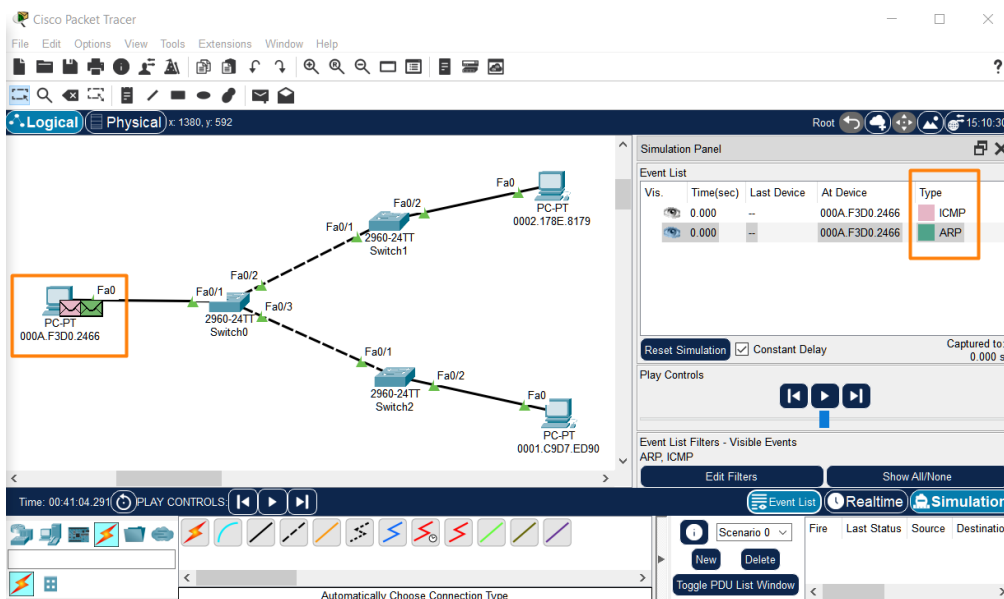 Cisco Packet Tracer
File Edit Options View Tools Extensions Window Help
?
Logical Physical x: 1380, y: 592
Root 15:10:30
Simulation Panel
Event List
Vis. Time(sec) Last Device At Device Type
0.000 -- 000A.F3D0.2466 ICMP
0.000 -- 000A.F3D0.2466 ARP
Reset Simulation Constant Delay
Captured to:
0.000 s
Play Controls
Event List Filters - Visible Events
ARP, ICMP
Edit Filters Show All/None
Fa0
PC-PT
0002.178E.8179
Fa0/2
Fa0/1
2960-24TT
Switch1
Fa0
PC-PT
000A.F3D0.2466
Fa0/2
Fa0/1
Fa0/3
2960-24TT
Switch0
Fa0/1
Fa0/2
2960-24TT
Switch2
Fa0
PC-PT
0001.C9D7.ED90
Time: 00:41:04.291 PLAY CONTROLS:
Event List Realtime Simulation
Scenario 0
New Delete
Toggle PDU List Window
Fire Last Status Source Destinatio
Automatically Choose Connection Type